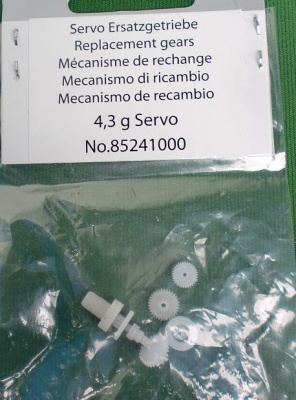 Servo Ersatzgetriebe
Replacement gears
Mécanisme de rechange
Mecanismo di ricambio
Mecanismo de recambio
4,3 g Servo
No.85241000